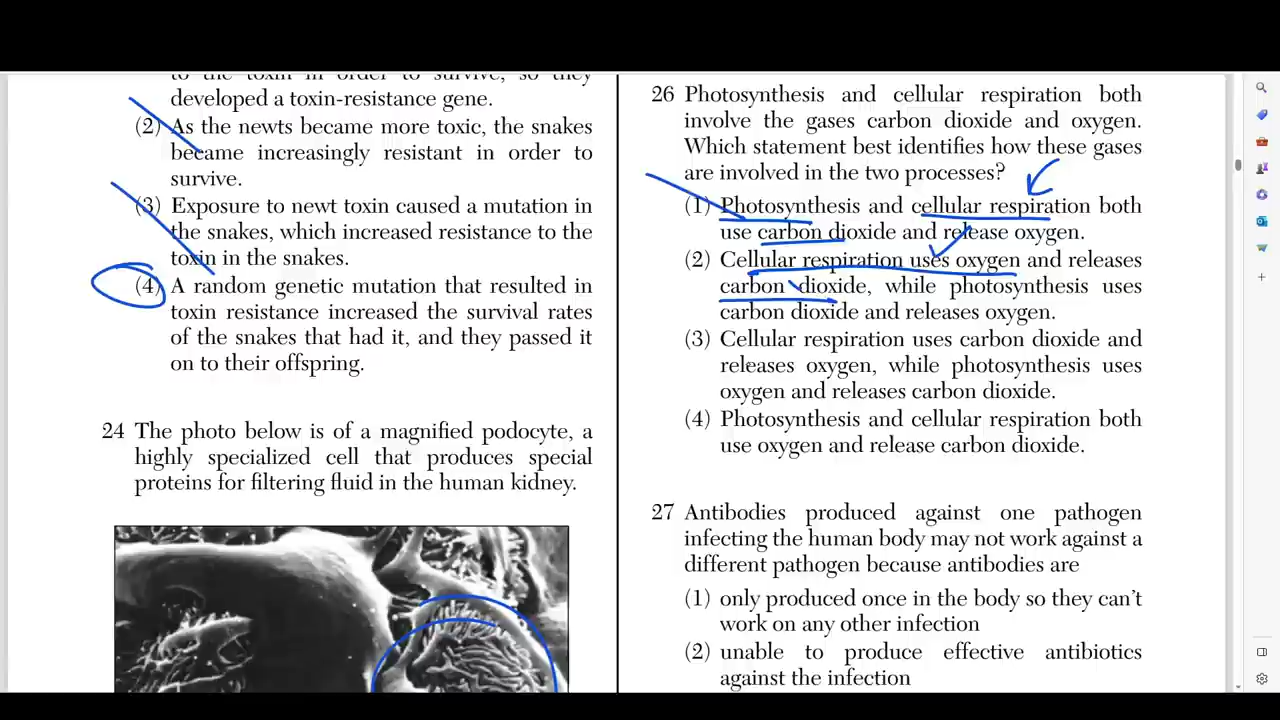 to the toxin in order to survive, so they
developed a toxin-resistance gene.
(2) As the newts became more toxic, the snakes
became increasingly resistant in order to
survive.
(3) Exposure to newt toxin caused a mutation in
the snakes, which increased resistance to the
toxin in the snakes.
(4) A random genetic mutation that resulted in
toxin resistance increased the survival rates
of the snakes that had it, and they passed it
on to their offspring.
24 The photo below is of a magnified podocyte, a
highly specialized cell that produces special
proteins for filtering fluid in the human kidney.
26 Photosynthesis and cellular respiration both
involve the gases carbon dioxide and oxygen.
Which statement best identifies how these gases
are involved in the two processes?
(1) Photosynthesis and cellular respiration both
use carbon dioxide and release oxygen.
(2) Cellular respiration uses oxygen and releases
carbon dioxide, while photosynthesis uses
carbon dioxide and releases oxygen.
(3) Cellular respiration uses carbon dioxide and
releases oxygen, while photosynthesis uses
oxygen and releases carbon dioxide.
(4) Photosynthesis and cellular respiration both
use oxygen and release carbon dioxide.
27 Antibodies produced against one pathogen
infecting the human body may not work against a
different pathogen because antibodies are
(1) only produced once in the body so they can't
work on any other infection
(2) unable to produce effective antibiotics
against the infection